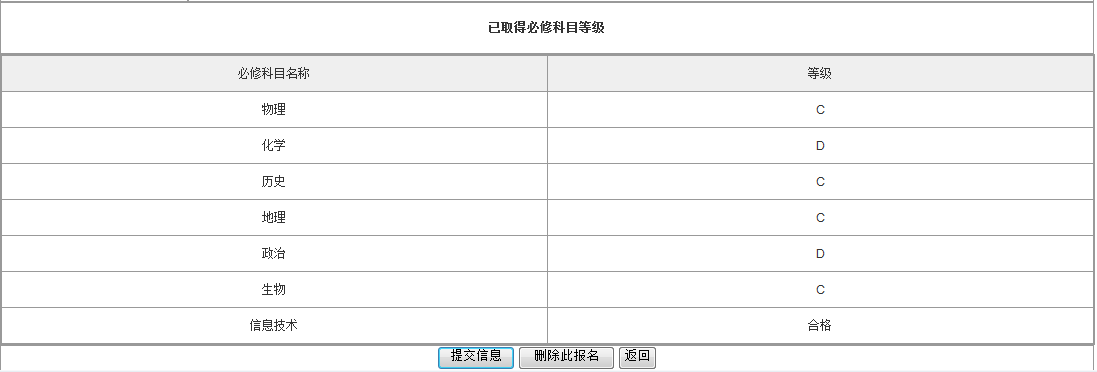 已取得必修科目等级
必修科目名称 等级
物理 C
化学 D
历史 C
地理 C
政治 D
生物 C
信息技术 合格
提交信息 删除此报名 返回